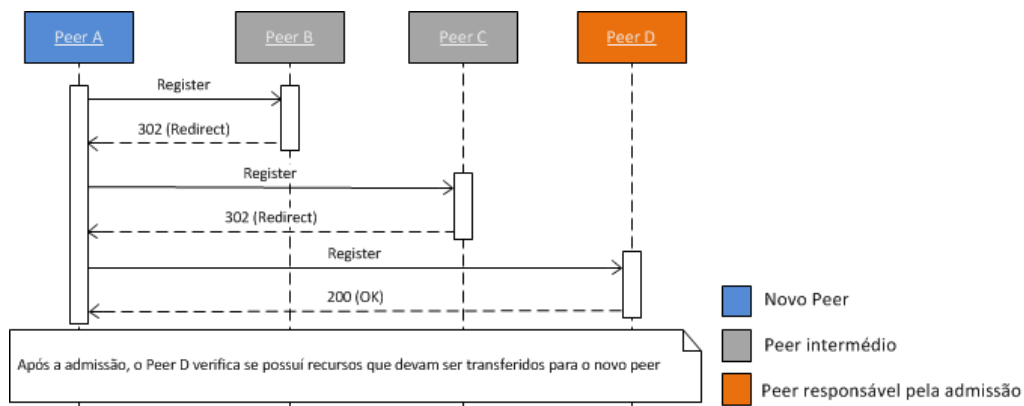 Peer A
Peer B
Peer C
Peer D
Register
302 (Redirect)
Register
302 (Redirect)
Register
200 (OK)
Após a admissão, o Peer D verifica se possuí recursos que devam ser transferidos para o novo peer
Novo Peer
Peer intermédio
Peer responsável pela admissão